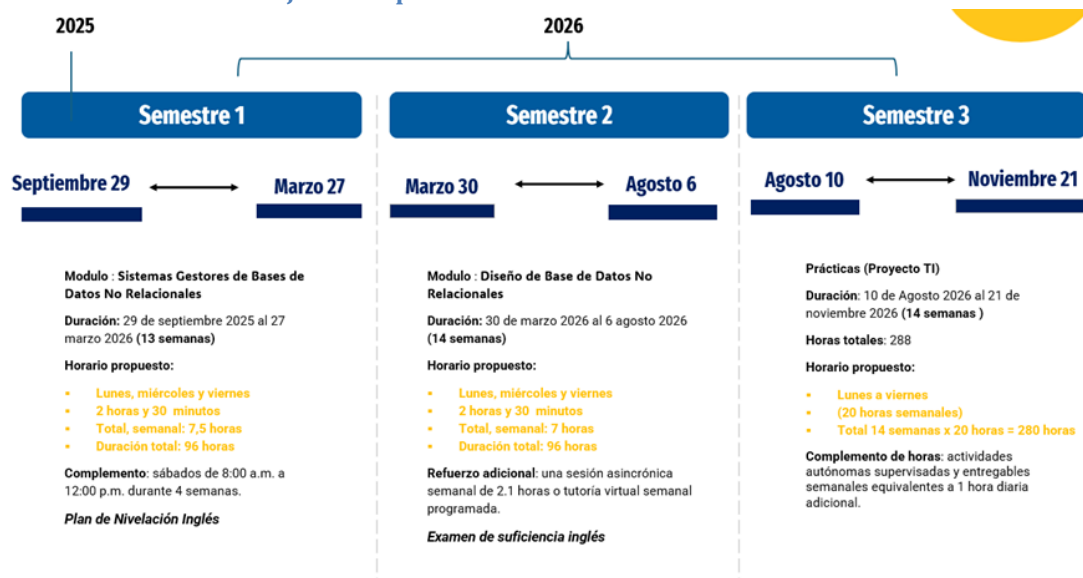 2025
2026
Semestre 1
Septiembre 29
Marzo 27
Modulo : Sistemas Gestores de Bases de
Datos No Relacionales
Duración: 29 de septiembre 2025 al 27
marzo 2026 (13 semanas)
Horario propuesto:
▪ Lunes, miércoles y viernes
▪ 2 horas y 30 minutos
▪ Total, semanal: 7,5 horas
▪ Duración total: 96 horas
Complemento: sábados de 8:00 a.m. a
12:00 p.m. durante 4 semanas.
Plan de Nivelación Inglés
Semestre 2
Marzo 30
Agosto 6
Modulo : Diseño de Base de Datos No
Relacionales
Duración: 30 de marzo 2026 al 6 agosto 2026
(14 semanas)
Horario propuesto:
▪ Lunes, miércoles y viernes
▪ 2 horas y 30 minutos
▪ Total, semanal: 7 horas
▪ Duración total: 96 horas
Refuerzo adicional: una sesión asincrónica
semanal de 2.1 horas o tutoría virtual semanal
programada.
Examen de suficiencia inglés
Semestre 3
Agosto 10
Noviembre 21
Prácticas (Proyecto TI)
Duración: 10 de Agosto 2026 al 21 de
noviembre 2026 (14 semanas )
Horas totales: 288
Horario propuesto:
▪ Lunes a viernes
▪ (20 horas semanales)
▪ Total 14 semanas x 20 horas = 280 horas
Complemento de horas: actividades
autónomas supervisadas y entregables
semanales equivalentes a 1 hora diaria
adicional.